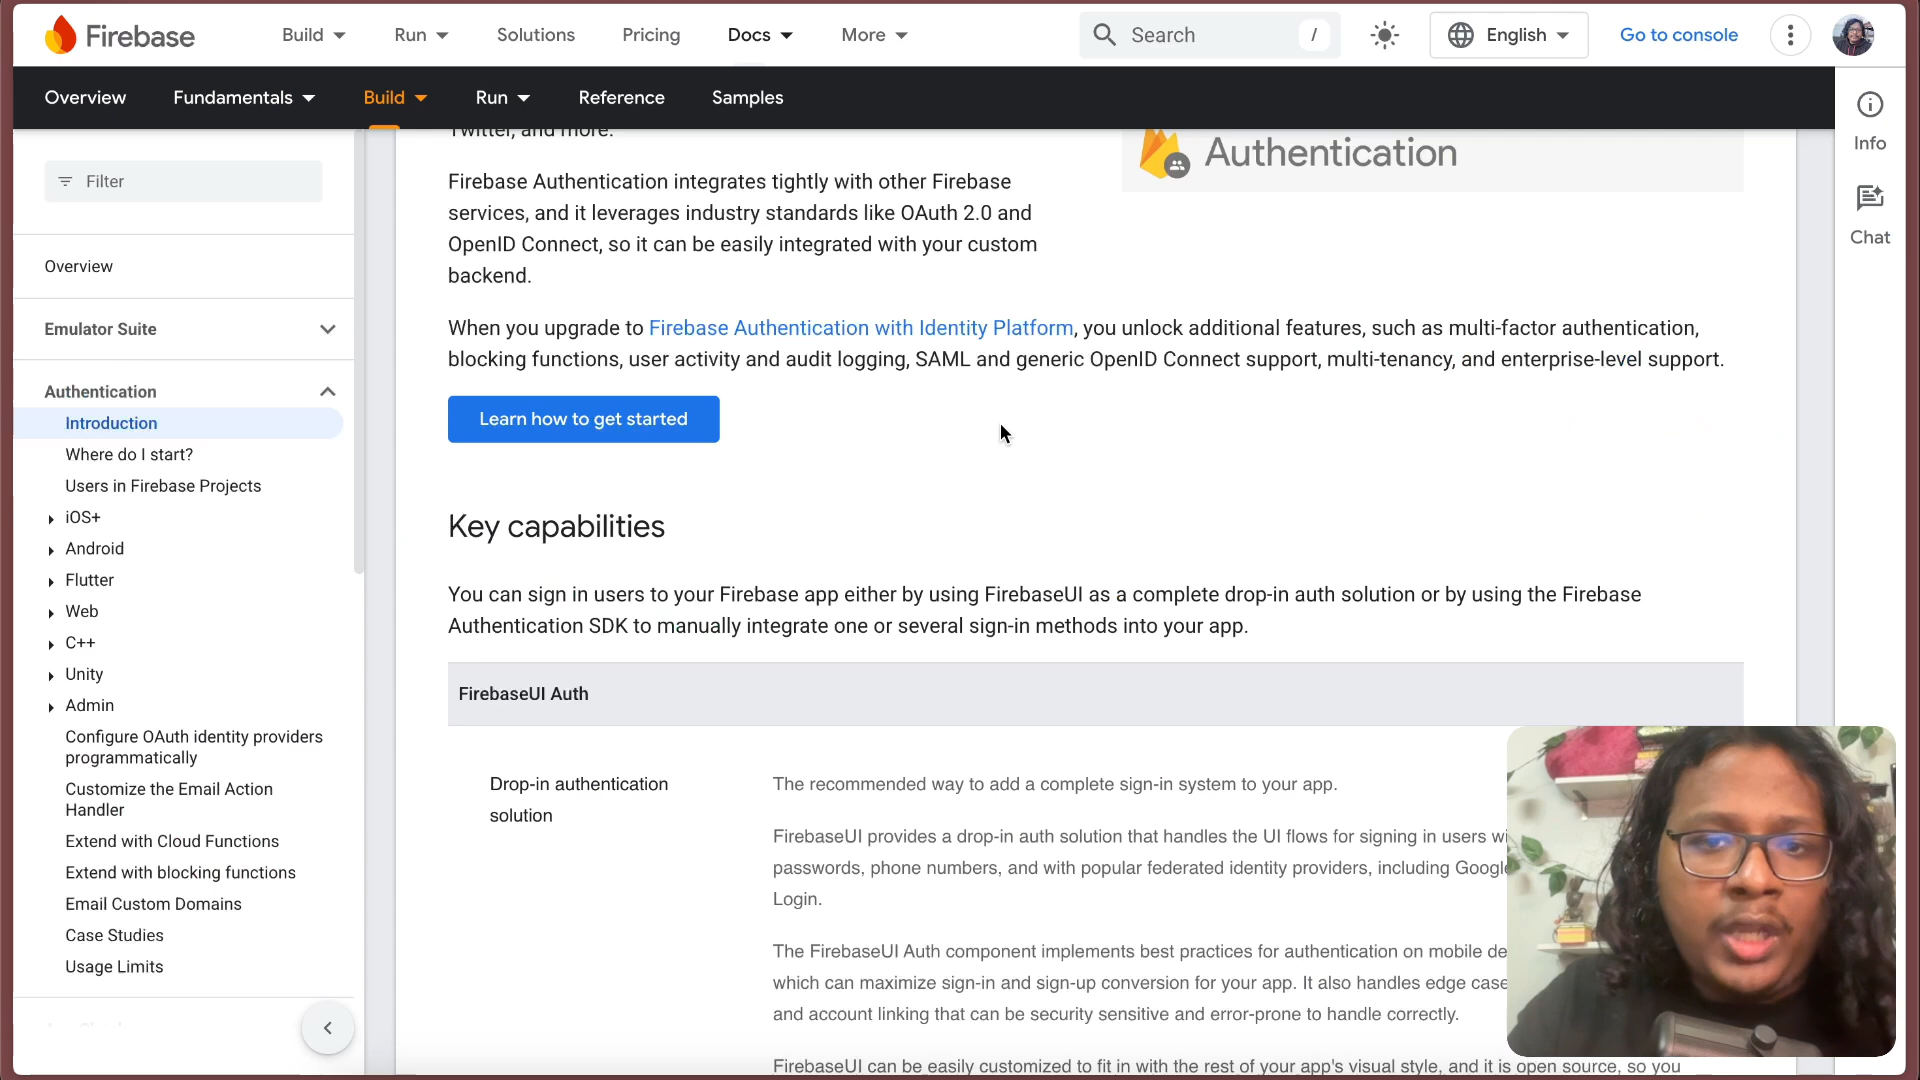 Firebase
Build
Run
Solutions
Pricing
Docs
More
Search
/
English
Go to console
Overview
Fundamentals
Build
Run
Reference
Samples
Info
Chat
Filter
Overview
Emulator Suite
Authentication
Introduction
Where do I start?
Users in Firebase Projects
iOS+
Android
Flutter
Web
C++
Unity
Admin
Configure OAuth identity providers
programmatically
Customize the Email Action
Handler
Extend with Cloud Functions
Extend with blocking functions
Email Custom Domains
Case Studies
Usage Limits
Twitter, and more.
Authentication
Firebase Authentication integrates tightly with other Firebase
services, and it leverages industry standards like OAuth 2.0 and
OpenID Connect, so it can be easily integrated with your custom
backend.
When you upgrade to Firebase Authentication with Identity Platform, you unlock additional features, such as multi-factor authentication,
blocking functions, user activity and audit logging, SAML and generic OpenID Connect support, multi-tenancy, and enterprise-level support.
Learn how to get started
Key capabilities
You can sign in users to your Firebase app either by using FirebaseUI as a complete drop-in auth solution or by using the Firebase
Authentication SDK to manually integrate one or several sign-in methods into your app.
FirebaseUI Auth
Drop-in authentication
solution
The recommended way to add a complete sign-in system to your app.
FirebaseUI provides a drop-in auth solution that handles the UI flows for signing in users wi
passwords, phone numbers, and with popular federated identity providers, including Google
Login.
The FirebaseUI Auth component implements best practices for authentication on mobile de
which can maximize sign-in and sign-up conversion for your app. It also handles edge case
and account linking that can be security sensitive and error-prone to handle correctly.
FirebaseUI can be easily customized to fit in with the rest of your app's visual style, and it is open source, so you